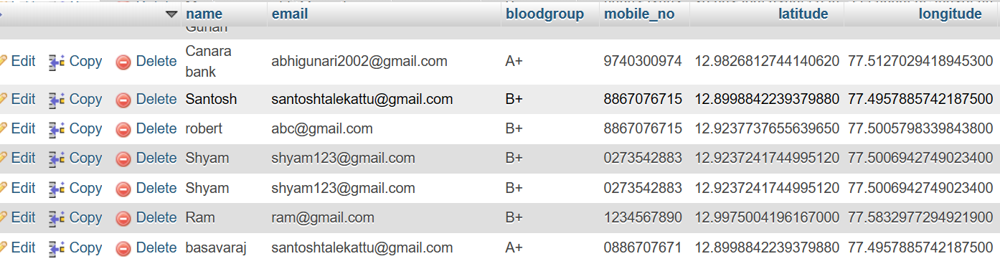 name email bloodgroup mobile_no latitude longitude
Gunari
Edit Copy Delete Canara bank abhigunari2002@gmail.com A+ 9740300974 12.9826812744140620 77.5127029418945300
Edit Copy Delete Santosh santoshtalekattu@gmail.com B+ 8867076715 12.8998842239379880 77.4957885742187500
Edit Copy Delete robert abc@gmail.com B+ 8867076715 12.9237737655639650 77.5005798339843800
Edit Copy Delete Shyam shyam123@gmail.com B+ 0273542883 12.9237241744995120 77.5006942749023400
Edit Copy Delete Shyam shyam123@gmail.com B+ 0273542883 12.9237241744995120 77.5006942749023400
Edit Copy Delete Ram ram@gmail.com B+ 1234567890 12.9975004196167000 77.5832977294921900
Edit Copy Delete basavaraj santoshtalekattu@gmail.com A+ 0886707671 12.8998842239379880 77.4957885742187500